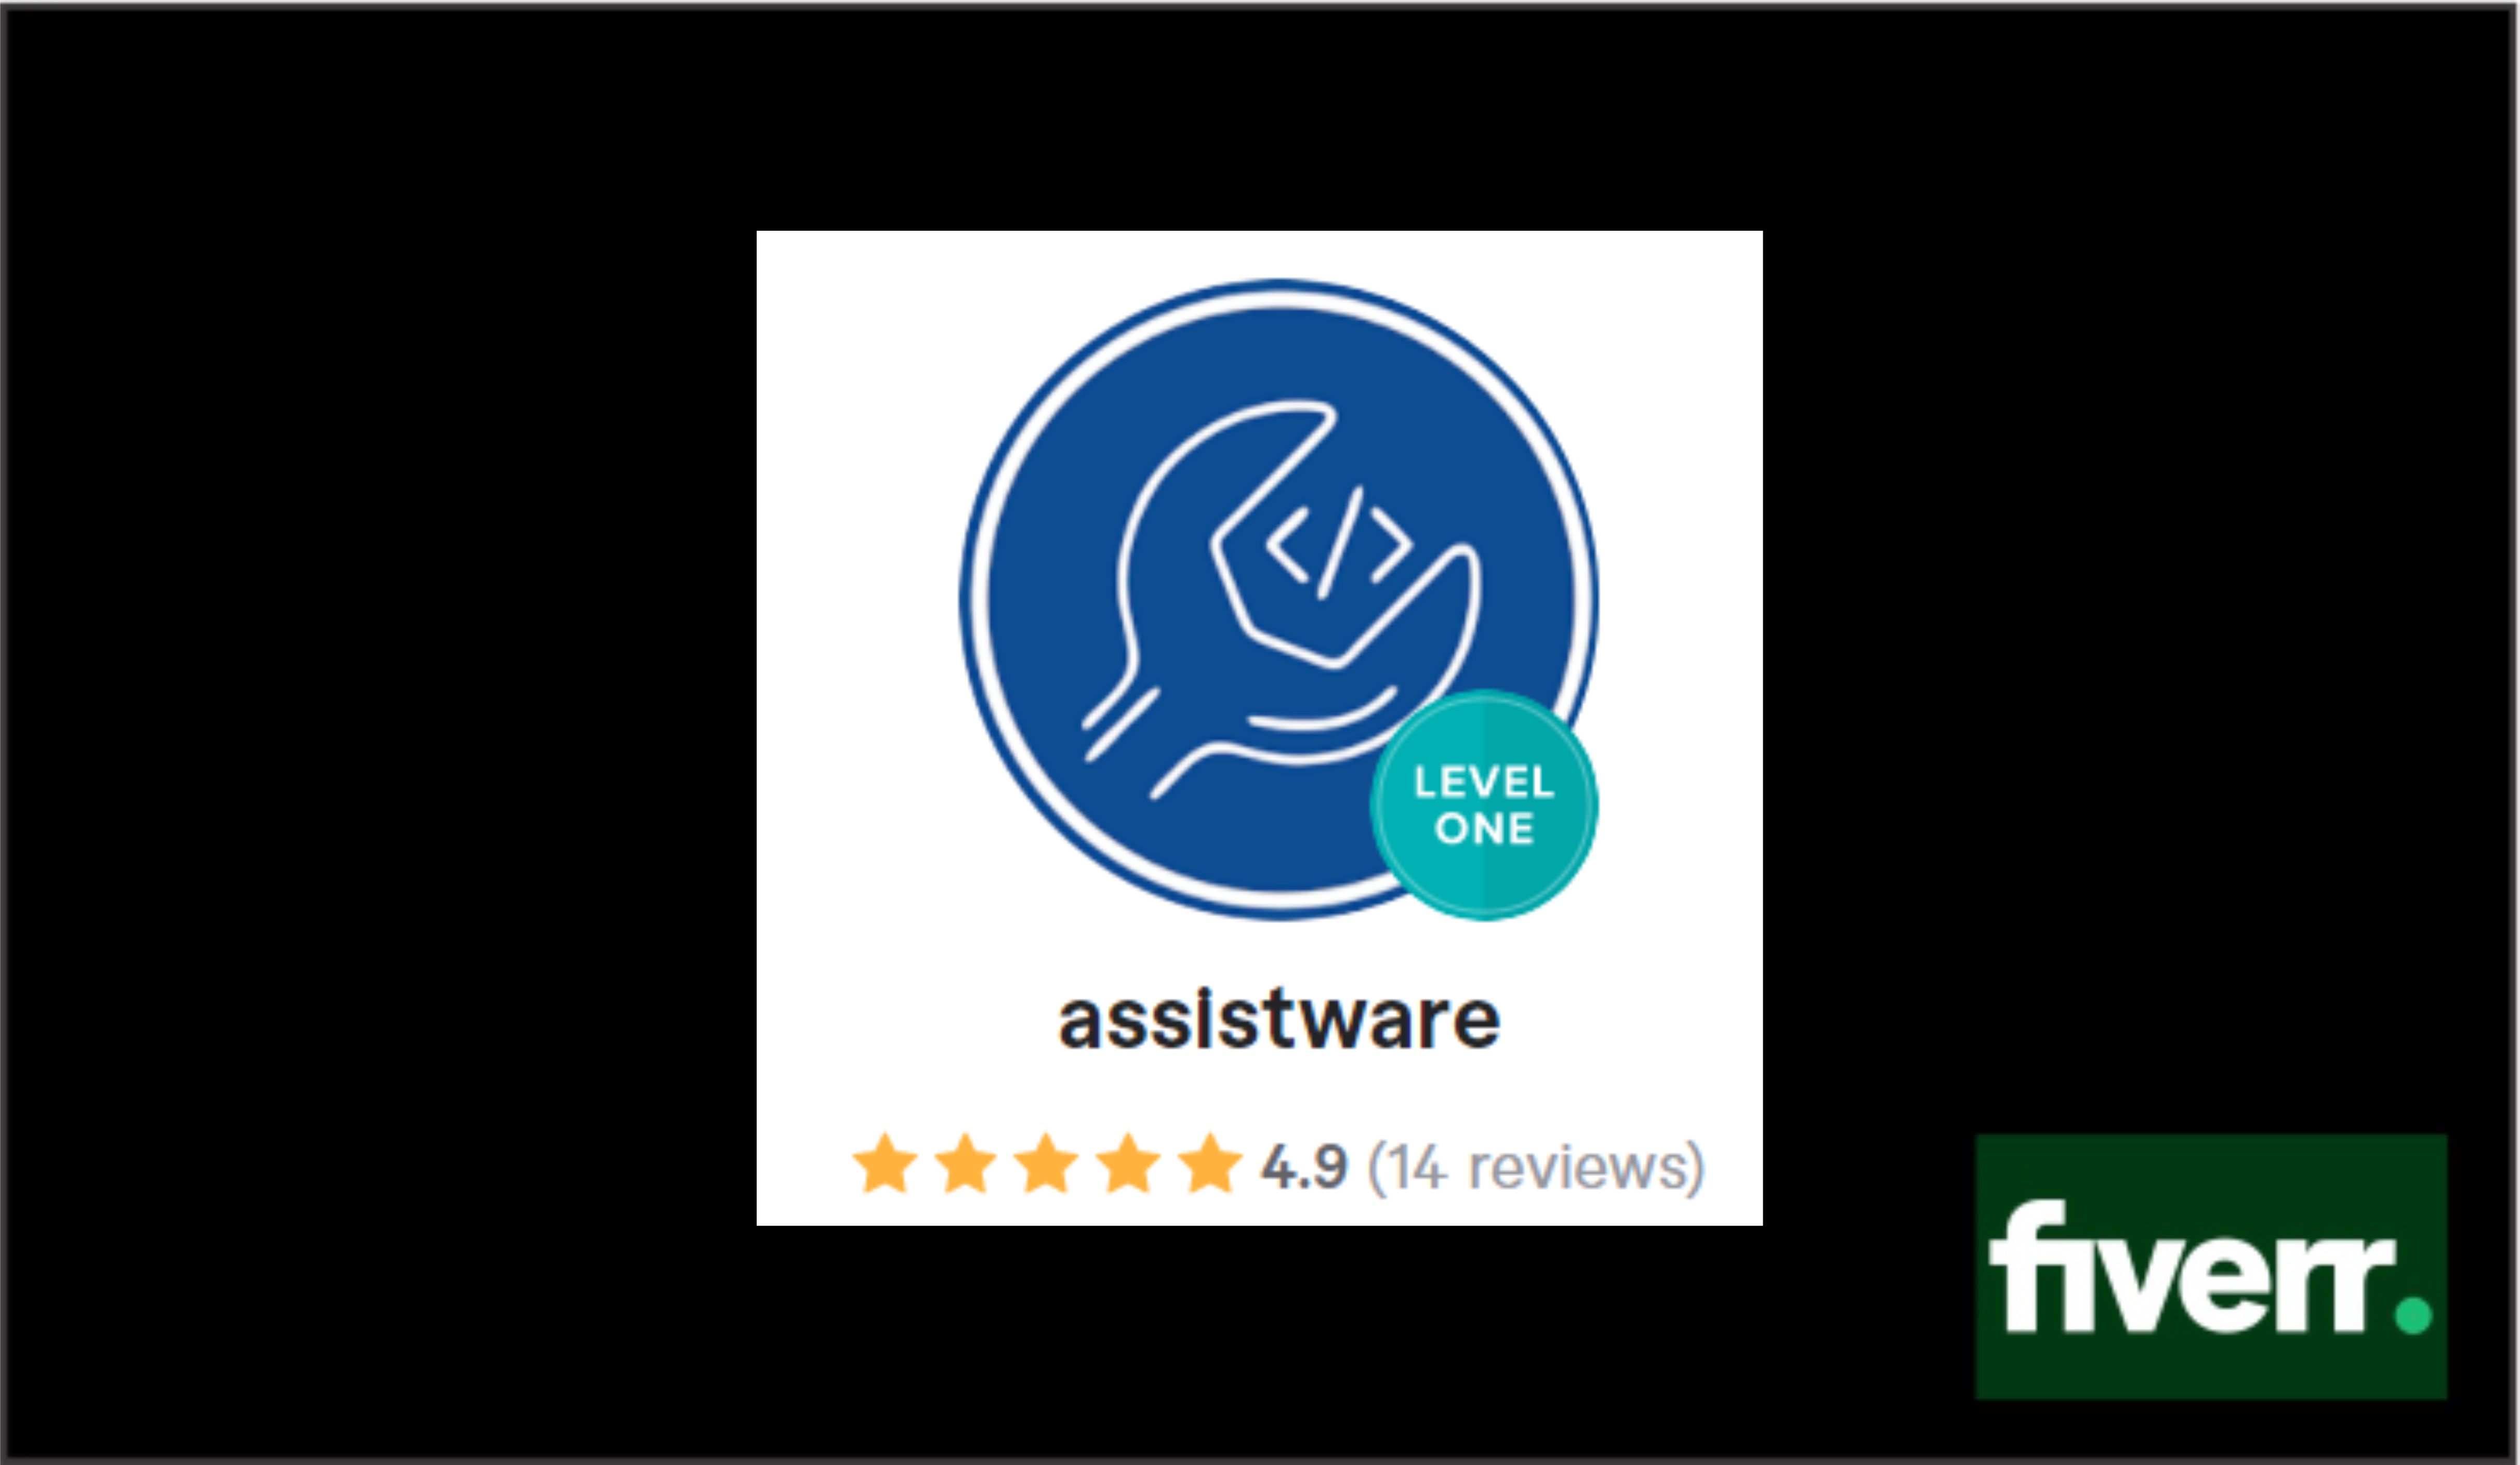 </>
LEVEL
ONE
assistware
4.9 (14 reviews)
fiverr.